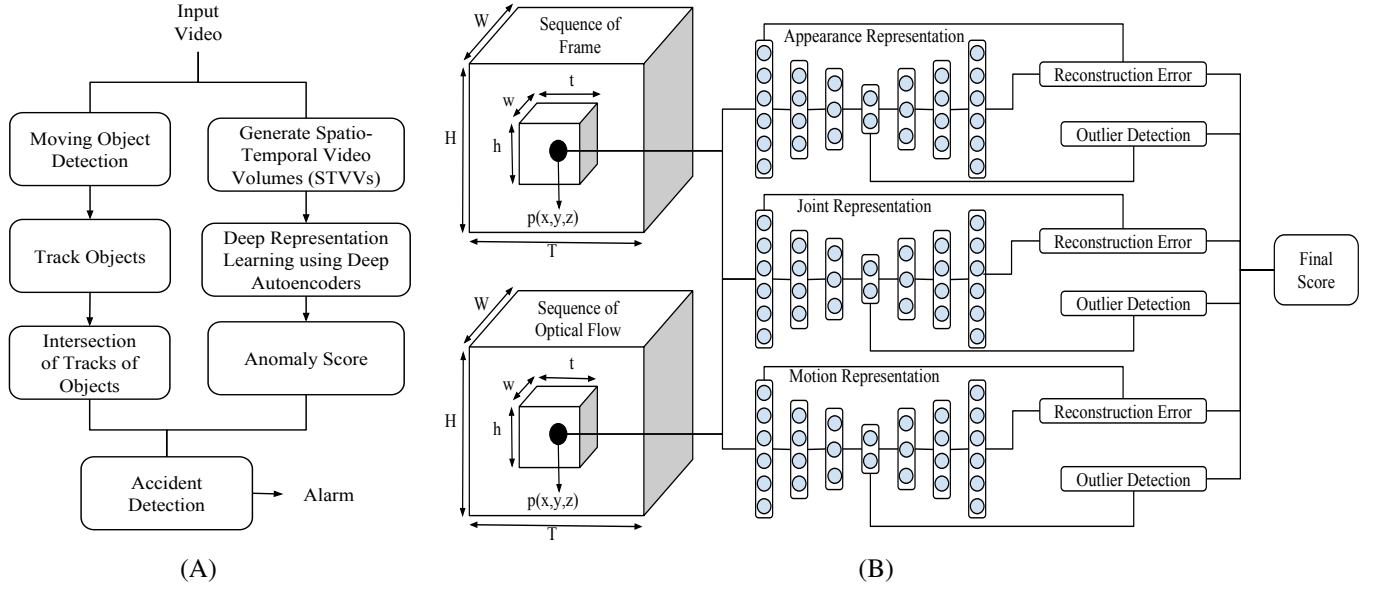 Input
Video
Moving Object
Detection
Track Objects
Intersection
of Tracks of
Objects
Generate Spatio-
Temporal Video
Volumes (STVVs)
Deep Representation
Learning using Deep
Autoencoders
Anomaly Score
Accident
Detection
Alarm
(A)
W
Sequence of
Frame
H
w
t
h
p(x,y,z)
T
W
Sequence of
Optical Flow
H
w
t
h
p(x,y,z)
T
Appearance Representation
Reconstruction Error
Outlier Detection
Joint Representation
Reconstruction Error
Outlier Detection
Motion Representation
Reconstruction Error
Outlier Detection
Final
Score
(B)